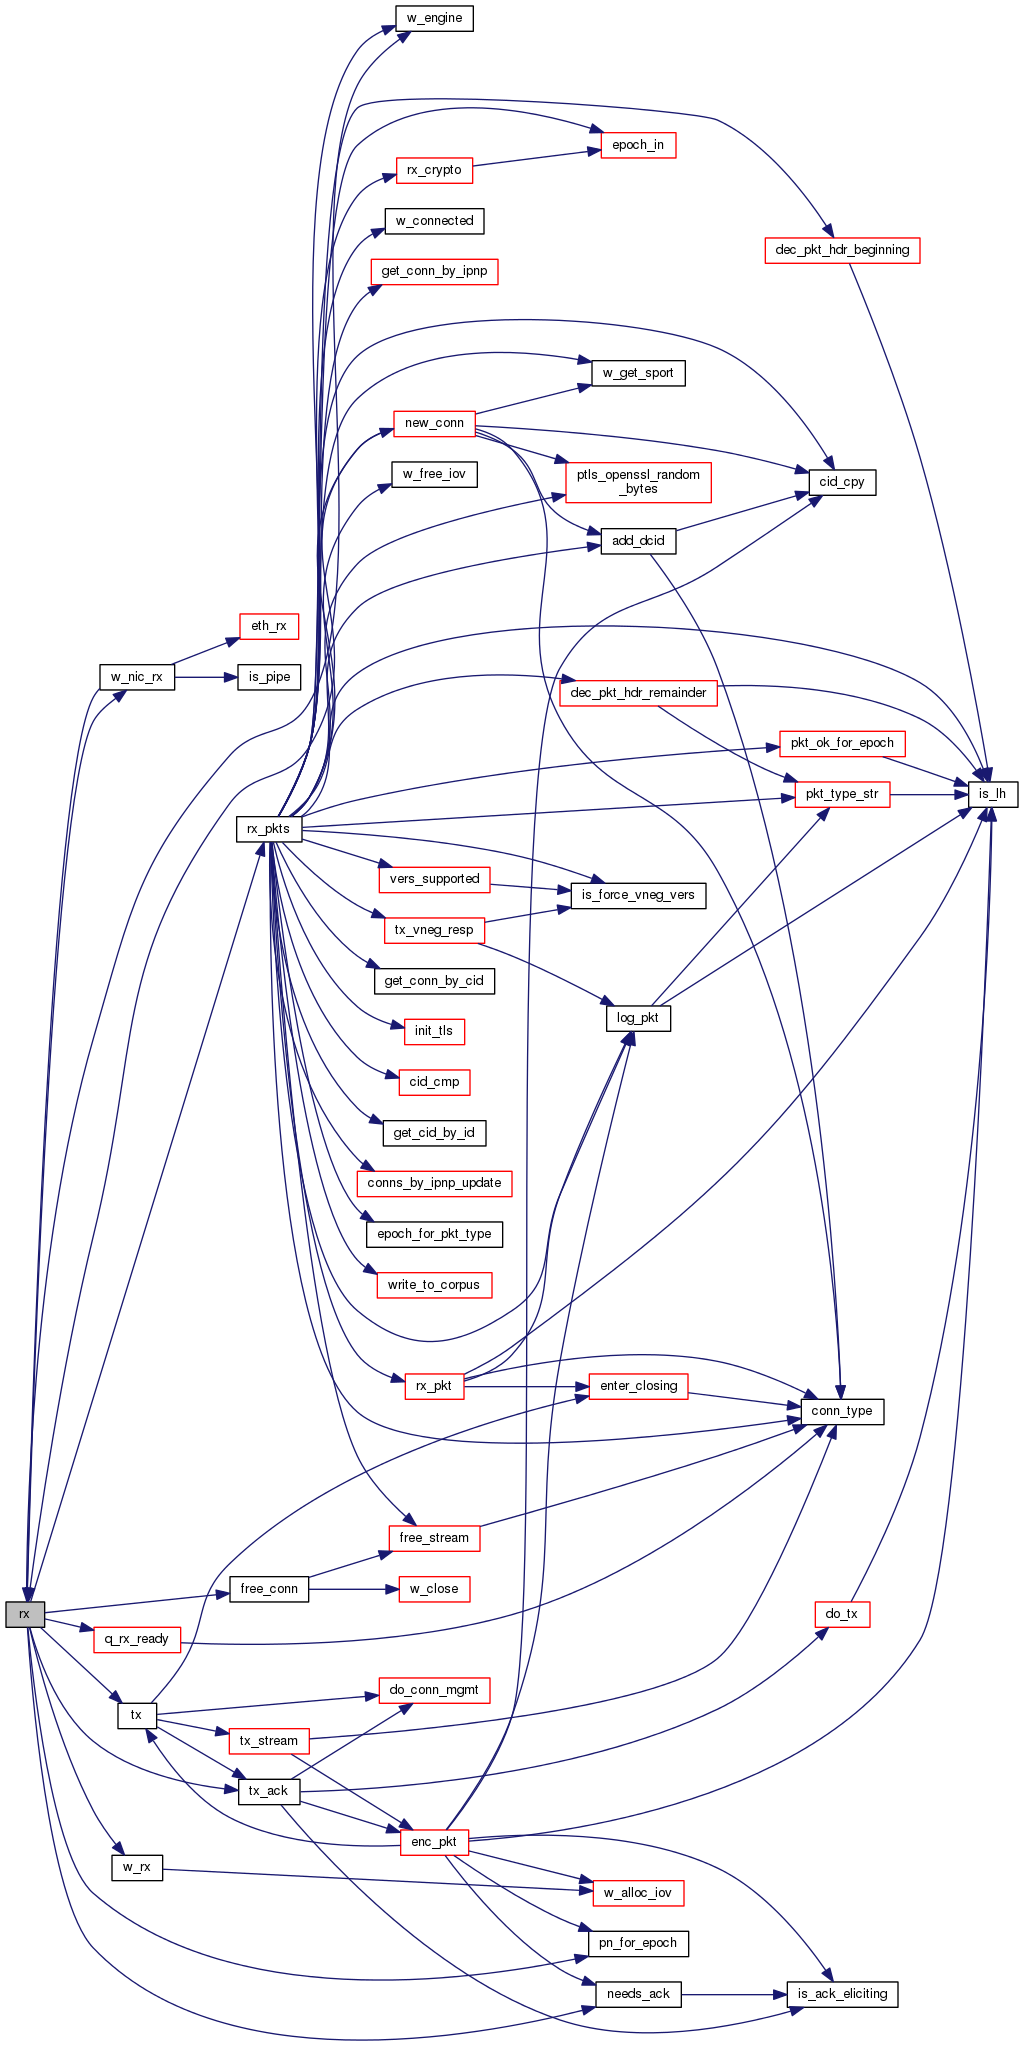 w_engine
epoch_in
rx_crypto
w_connected
dec_pkt_hdr_beginning
get_conn_by_ipnp
w_get_sport
new_conn
w_free_iov
ptls_openssl_random
_bytes
cid_cpy
add_dcid
eth_rx
w_nic_rx
is_pipe
dec_pkt_hdr_remainder
pkt_ok_for_epoch
pkt_type_str
is_lh
rx_pkts
vers_supported
is_force_vneg_vers
tx_vneg_resp
get_conn_by_cid
log_pkt
init_tls
cid_cmp
get_cid_by_id
conns_by_ipnp_update
epoch_for_pkt_type
write_to_corpus
rx_pkt
enter_closing
conn_type
free_stream
free_conn
w_close
rx
do_tx
q_rx_ready
do_conn_mgmt
tx
tx_stream
tx_ack
enc_pkt
w_rx
w_alloc_iov
pn_for_epoch
needs_ack
is_ack_eliciting